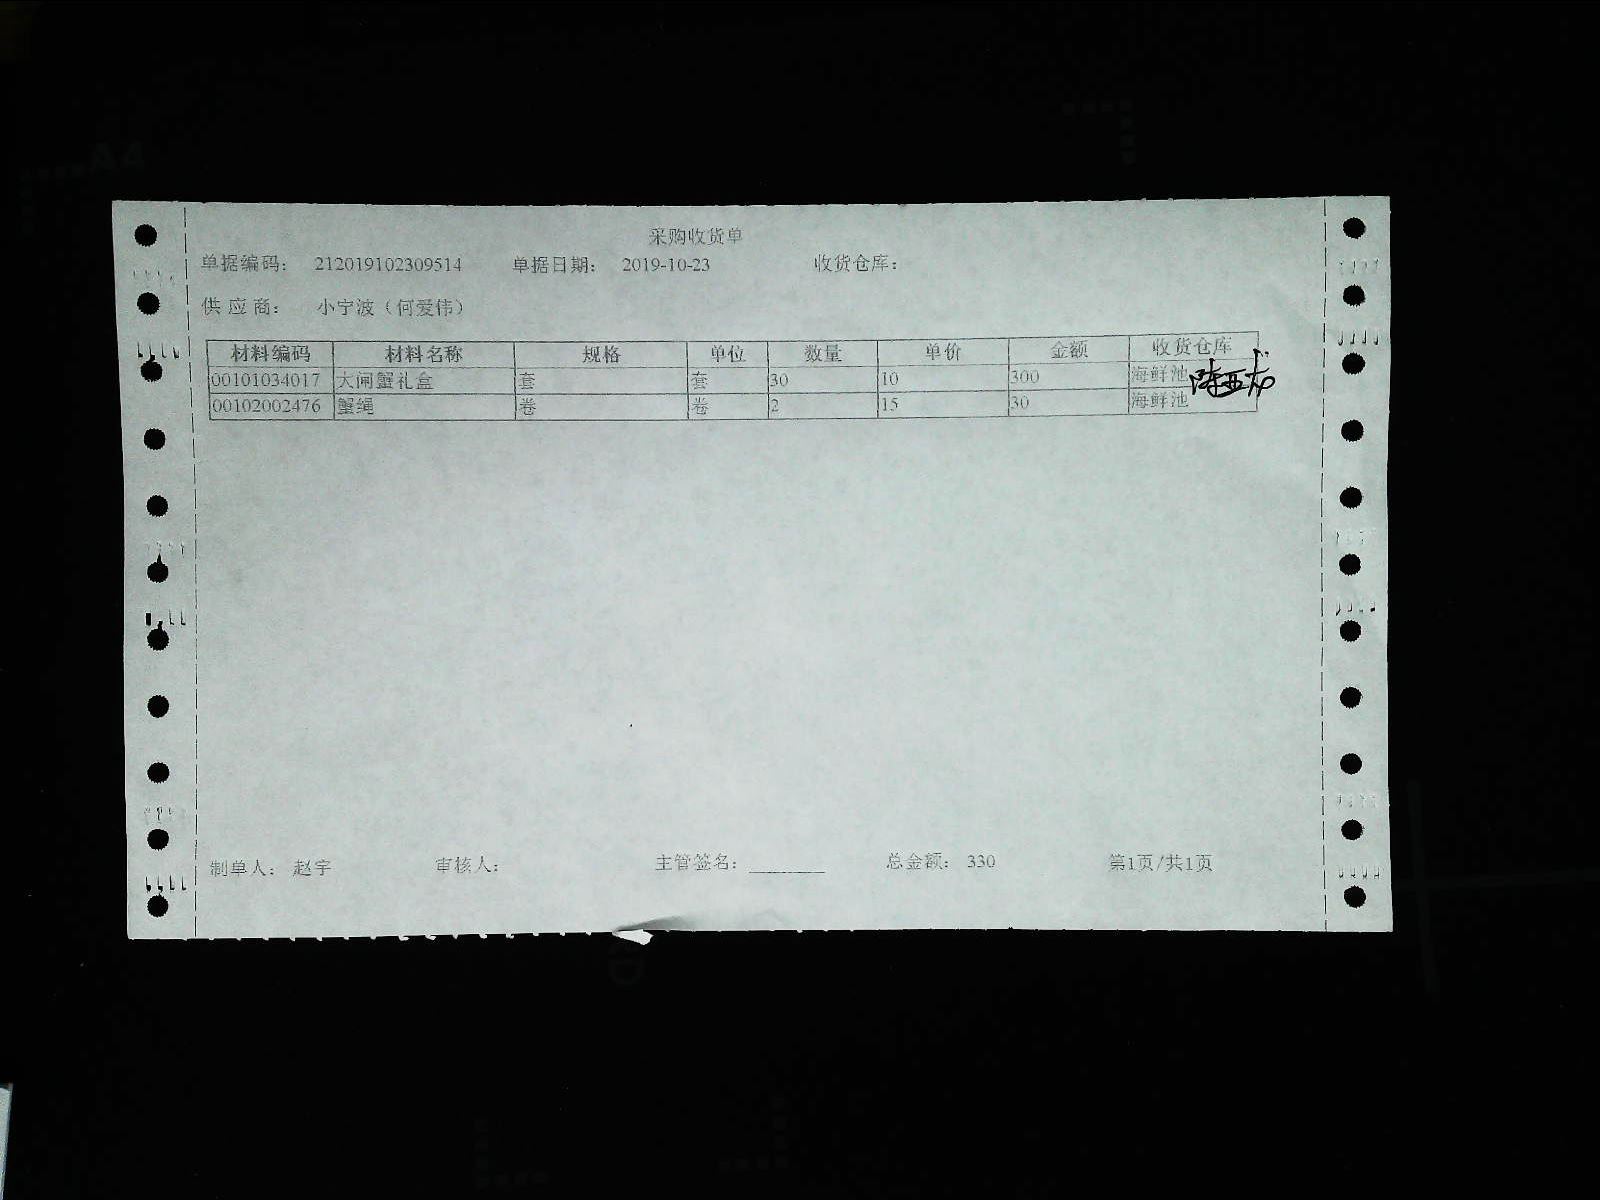 采购收货单
单据编码： 212019102309514 单据日期： 2019-10-23 收货仓库：
供 应 商： 小宁波（何爱伟）
材料编码 材料名称 规格 单位 数量 单价 金额 收货仓库
00101034017 大闸蟹礼盒 套 套 30 10 300 海鲜池
00102002476 蟹绳 卷 卷 2 15 30 海鲜池
制单人： 赵宇 审核人： 主管签名： 总金额： 330 第1页/共1页